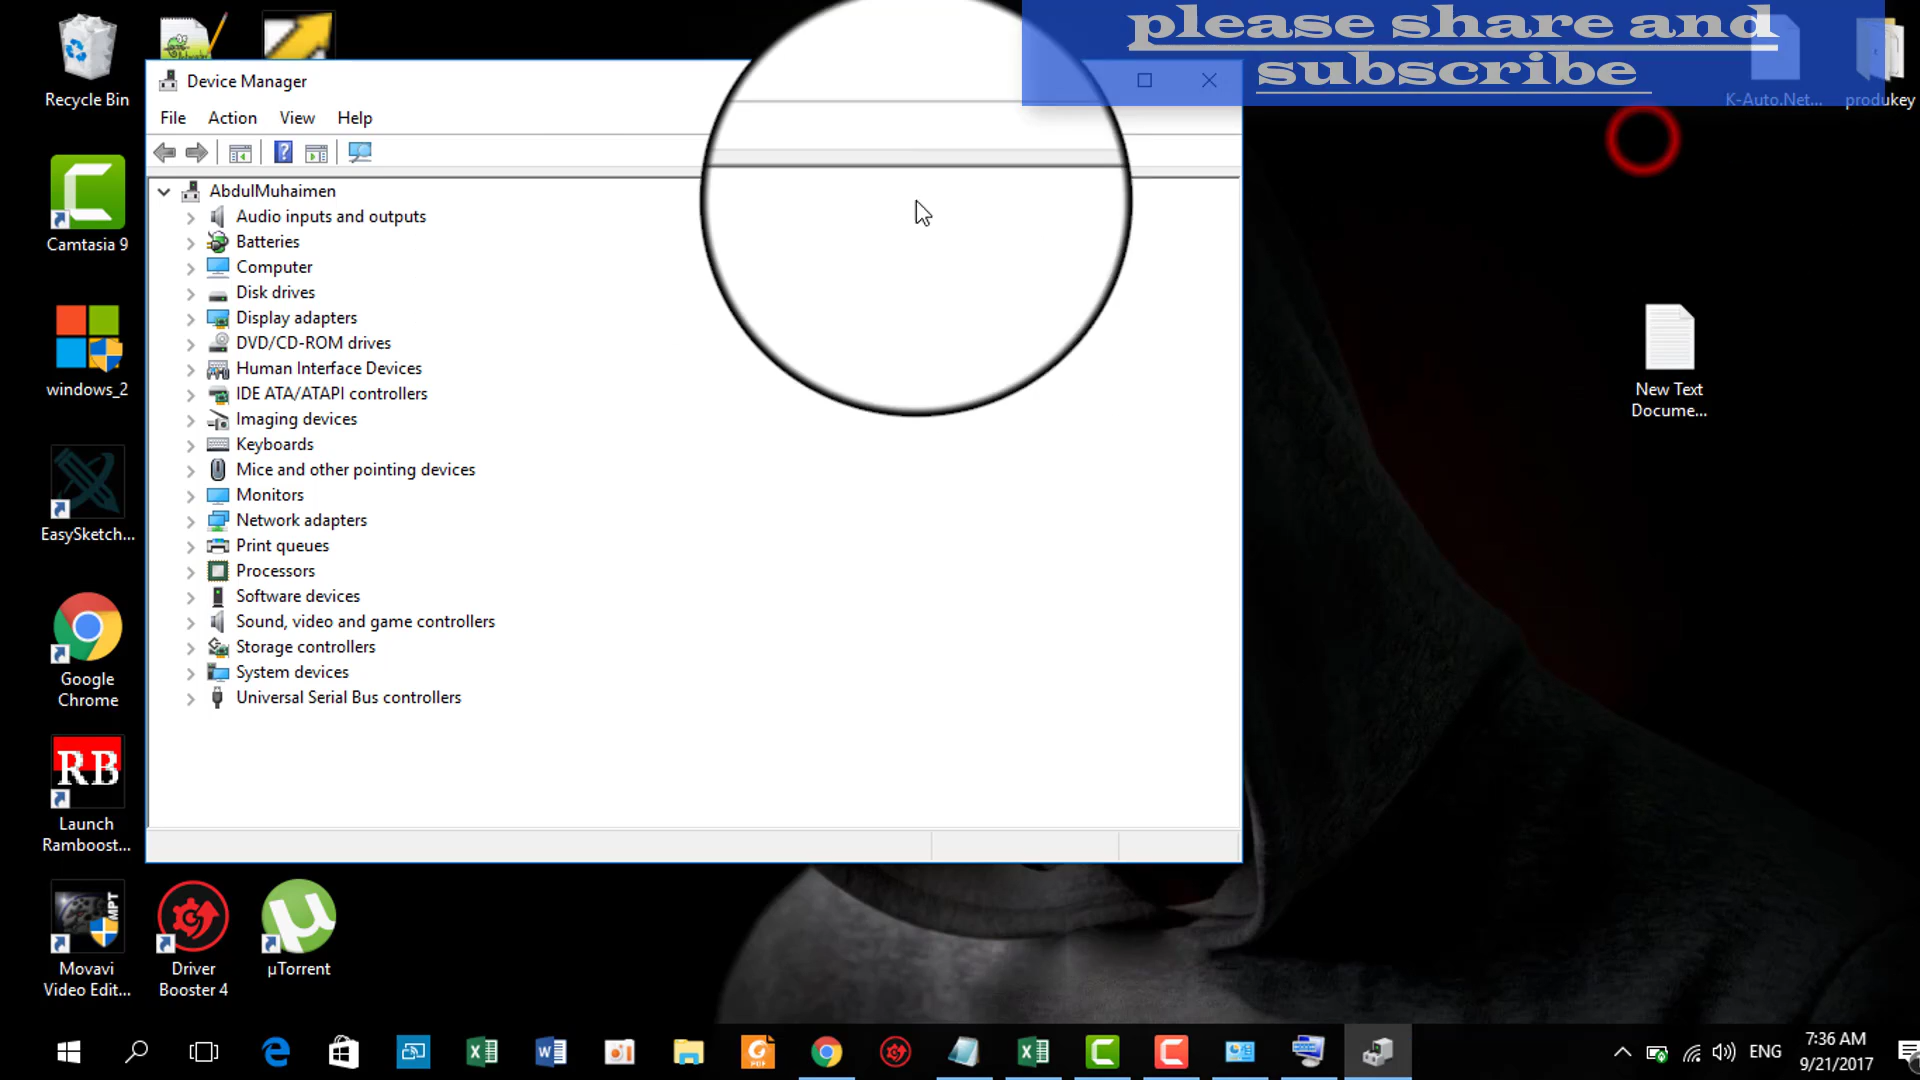 please share and
subscribe
Recycle Bin
K-Auto.Net...
produkey
Device Manager
File Action View Help
AbdulMuhaimen
Audio inputs and outputs
Batteries
Computer
Disk drives
Display adapters
DVD/CD-ROM drives
Human Interface Devices
IDE ATA/ATAPI controllers
Imaging devices
Keyboards
Mice and other pointing devices
Monitors
Network adapters
Print queues
Processors
Software devices
Sound, video and game controllers
Storage controllers
System devices
Universal Serial Bus controllers
Camtasia 9
windows_2
EasySketch...
Google
Chrome
RB
Launch
Ramboost...
MPT
Movavi
Video Edit...
Driver
Booster 4
µTorrent
New Text
Docume...
PDF
ENG
7:36 AM
9/21/2017